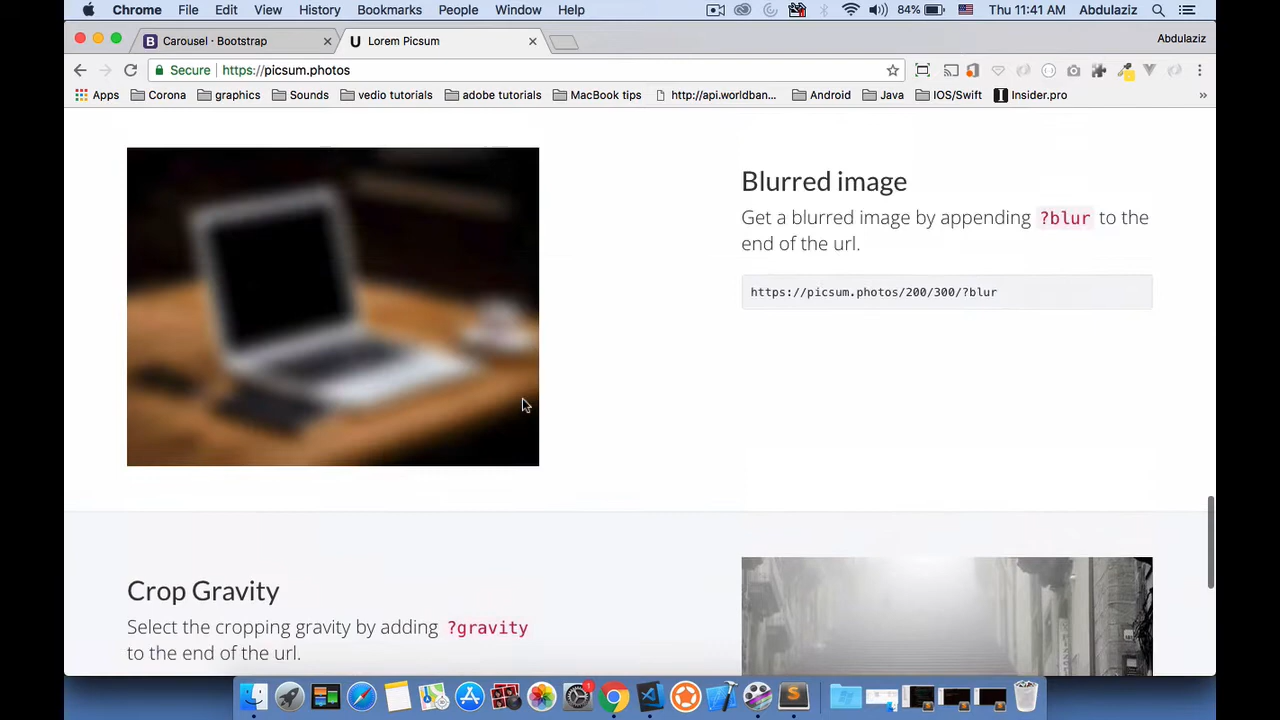 Chrome File Edit View History Bookmarks People Window Help 84% Thu 11:41 AM Abdulaziz
Carousel · Bootstrap Lorem Picsum Abdulaziz
Secure https://picsum.photos
Apps Corona graphics Sounds vedio tutorials adobe tutorials MacBook tips http://api.worldban... Android Java IOS/Swift Insider.pro »
Blurred image
Get a blurred image by appending ?blur to the
end of the url.
https://picsum.photos/200/300/?blur
Crop Gravity
Select the cropping gravity by adding ?gravity
to the end of the url.